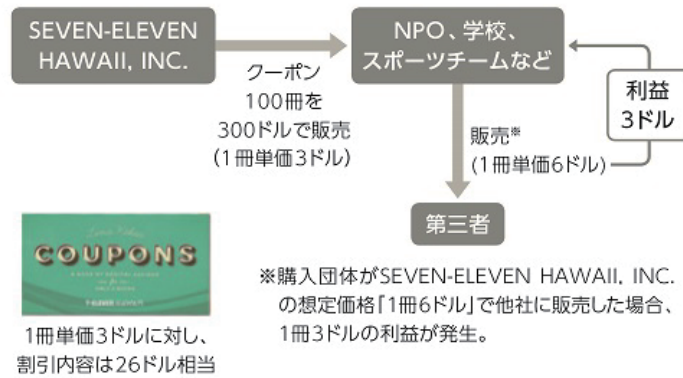 SEVEN-ELEVEN
HAWAII, INC.
クーポン
100冊を
300ドルで販売
(1冊単価3ドル)
NPO、学校、
スポーツチームなど
利益
3ドル
販売※
(1冊単価6ドル)
第三者
COUPONS
1冊単価3ドルに対し、
割引内容は26ドル相当
※購入団体がSEVEN-ELEVEN HAWAII, INC.
の想定価格「1冊6ドル」で他社に販売した場合、
1冊3ドルの利益が発生。